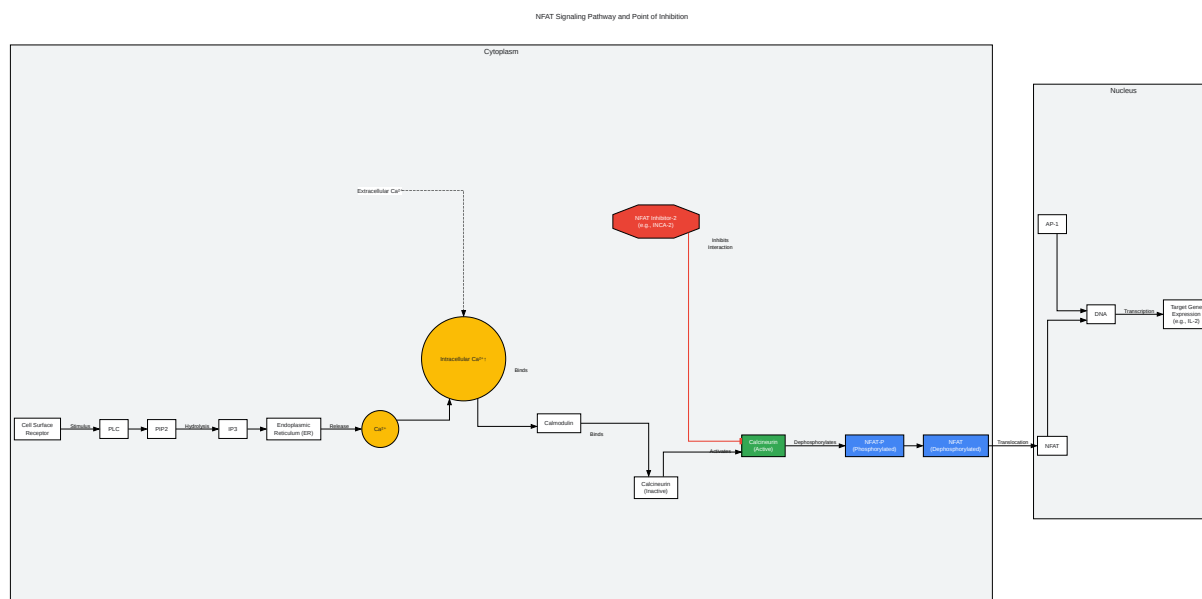 NFAT Signaling Pathway and Point of Inhibition
Cytoplasm
Nucleus
Extracellular Ca²⁺
NFAT Inhibitor-2
(e.g., INCA-2)
Inhibits
Interaction
AP-1
DNA
Transcription
Target Gene
Expression
(e.g., IL-2)
Intracellular Ca²⁺↑
Binds
Cell Surface
Receptor
Stimulus
PLC
PIP2
Hydrolysis
IP3
Endoplasmic
Reticulum (ER)
Release
Ca²⁺
Calmodulin
Binds
Calcineurin
(Inactive)
Activates
Calcineurin
(Active)
Dephosphorylates
NFAT-P
(Phosphorylated)
NFAT
(Dephosphorylated)
Translocation
NFAT